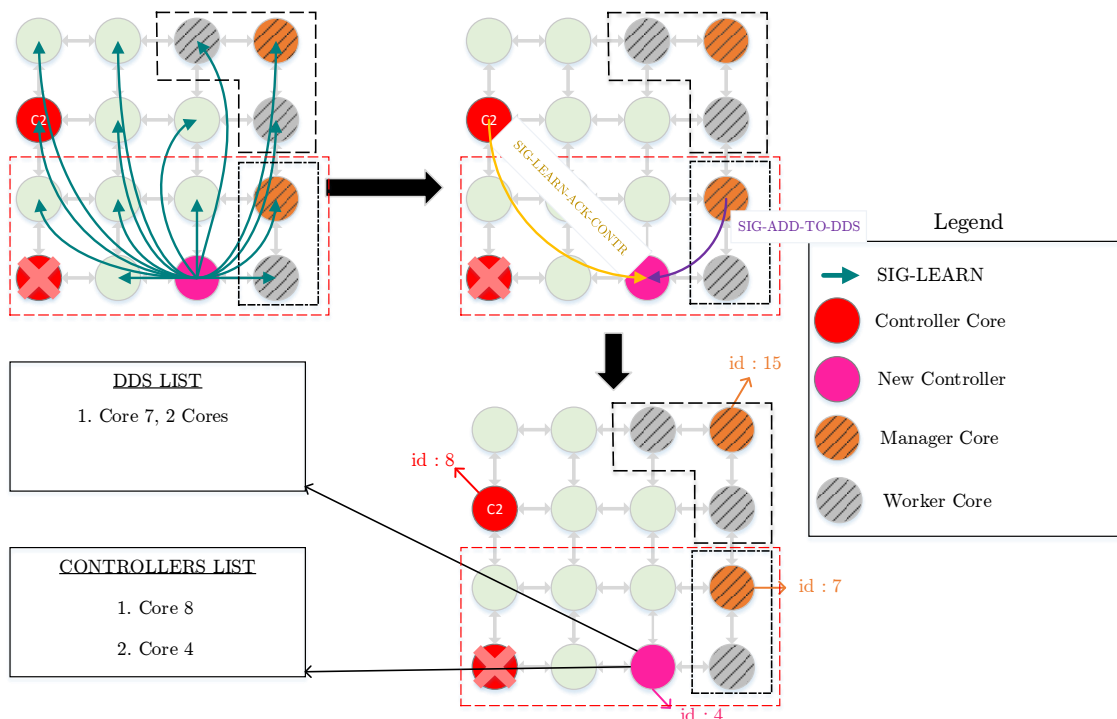 C2
C2
SIG-LEARN-ACK-CONTR
SIG-ADD-TO-DDS
Legend
SIG-LEARN
Controller Core
New Controller
Manager Core
Worker Core
DDS LIST
1. Core 7, 2 Cores
CONTROLLERS LIST
1. Core 8
2. Core 4
id : 15
id : 8
C2
id : 7
id : 4